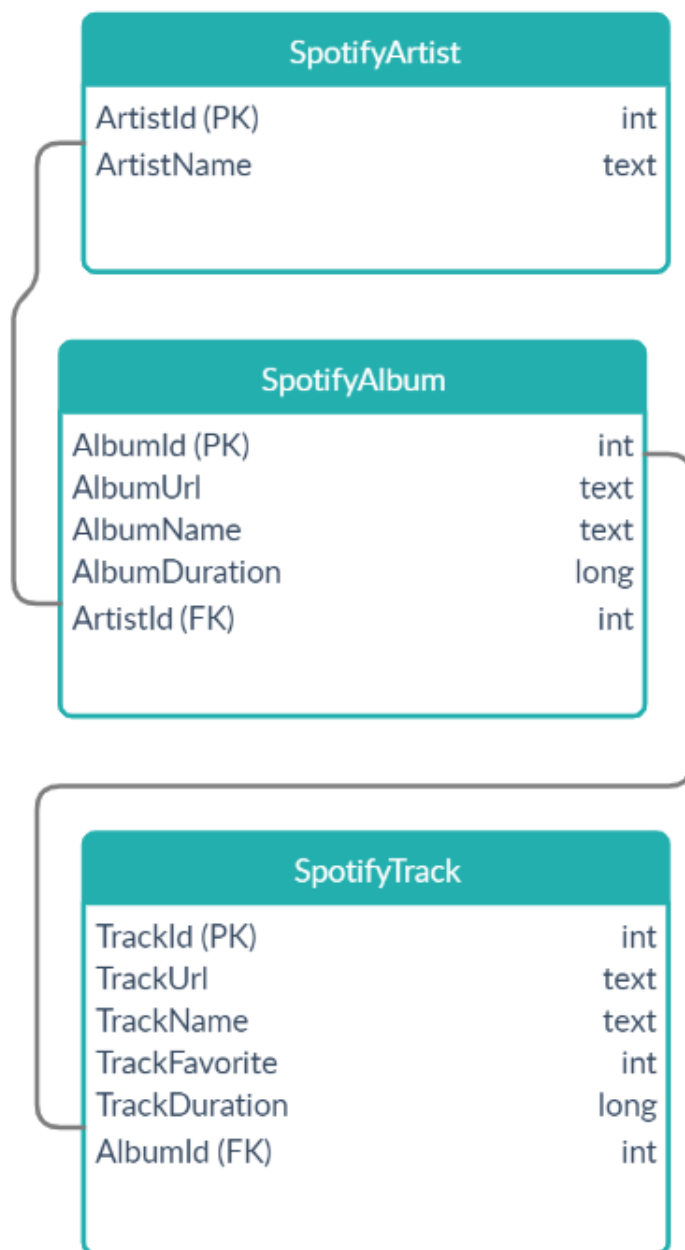 SpotifyArtist
ArtistId (PK) int
ArtistName text
SpotifyAlbum
AlbumId (PK) int
AlbumUrl text
AlbumName text
AlbumDuration long
ArtistId (FK) int
SpotifyTrack
TrackId (PK) int
TrackUrl text
TrackName text
TrackFavorite int
TrackDuration long
AlbumId (FK) int